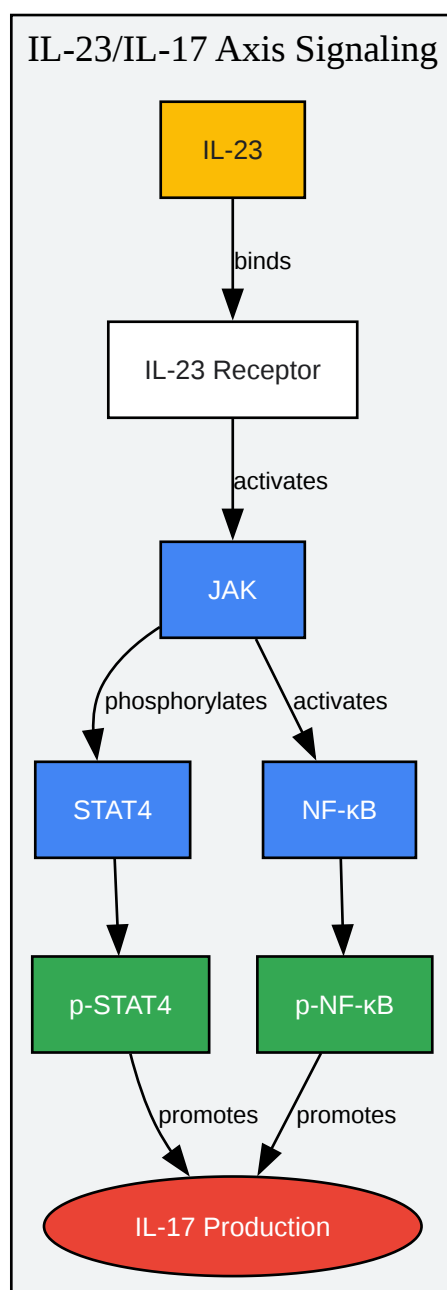 IL-23/IL-17 Axis Signaling
IL-23
binds
IL-23 Receptor
activates
JAK
phosphorylates
activates
STAT4
NF-κB
p-STAT4
p-NF-κB
promotes
promotes
IL-17 Production